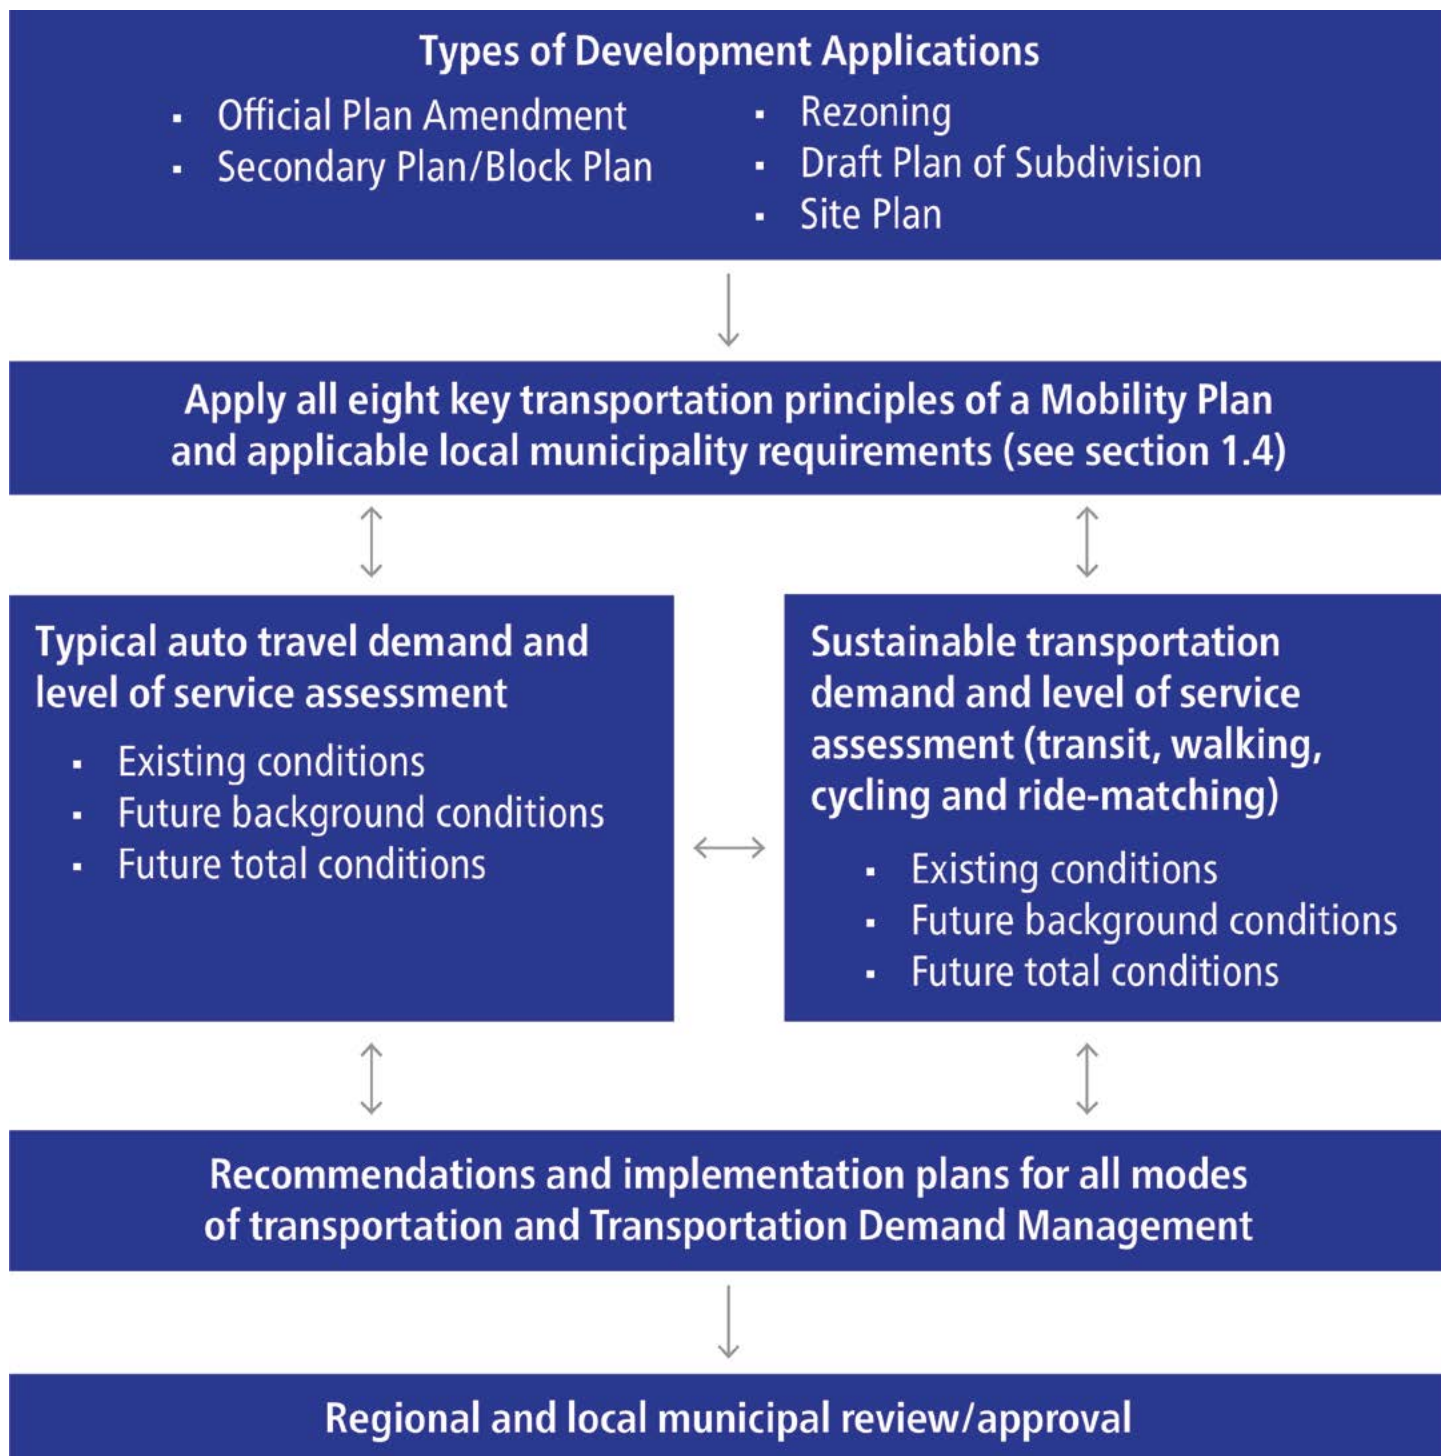 Types of Development Applications
▪ Official Plan Amendment
▪ Secondary Plan/Block Plan
▪ Rezoning
▪ Draft Plan of Subdivision
▪ Site Plan
Apply all eight key transportation principles of a Mobility Plan
and applicable local municipality requirements (see section 1.4)
Typical auto travel demand and
level of service assessment
▪ Existing conditions
▪ Future background conditions
▪ Future total conditions
Sustainable transportation
demand and level of service
assessment (transit, walking,
cycling and ride-matching)
▪ Existing conditions
▪ Future background conditions
▪ Future total conditions
Recommendations and implementation plans for all modes
of transportation and Transportation Demand Management
Regional and local municipal review/approval